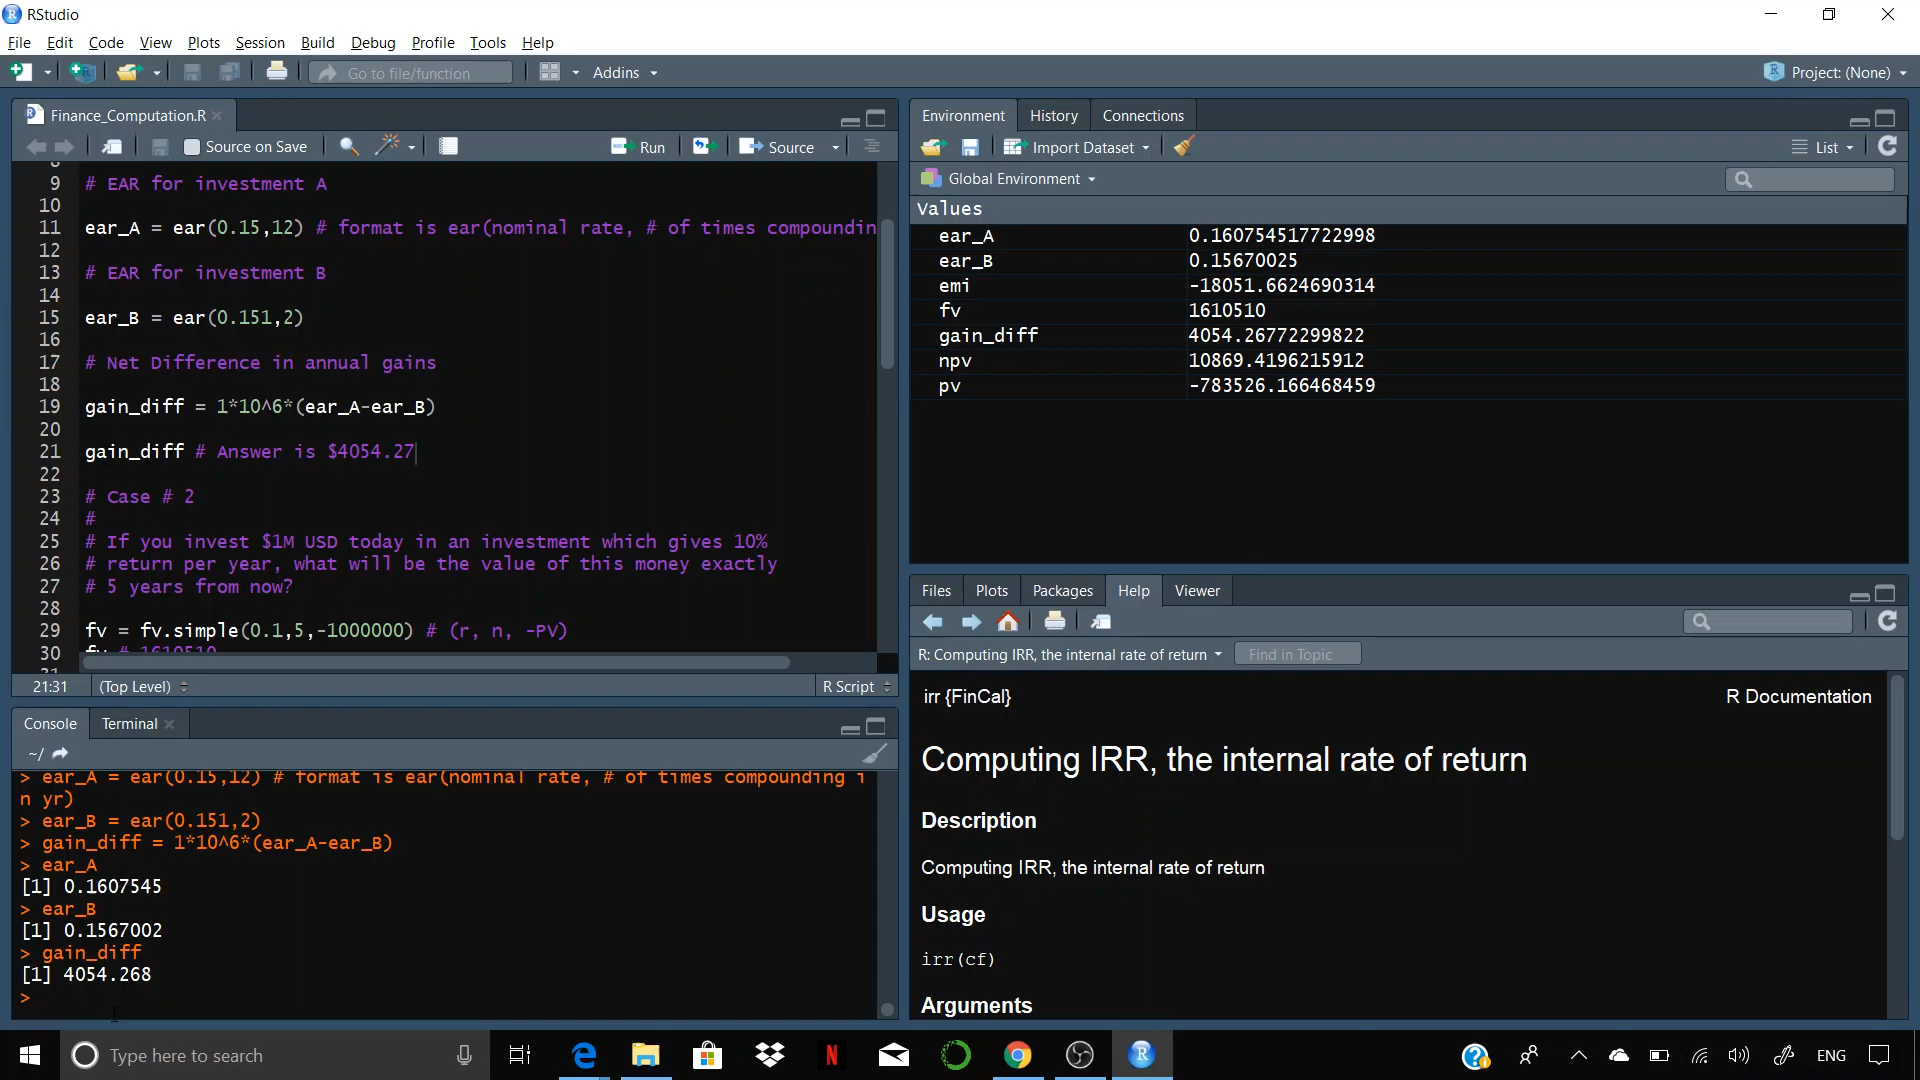 RStudio
File Edit Code View Plots Session Build Debug Profile Tools Help
Go to file/function Addins Project: (None)
Finance_Computation.R
Source on Save Run Source
9 # EAR for investment A
10
11 ear_A = ear(0.15,12) # format is ear(nominal rate, # of times compoundin
12
13 # EAR for investment B
14
15 ear_B = ear(0.151,2)
16
17 # Net Difference in annual gains
18
19 gain_diff = 1*10^6*(ear_A-ear_B)
20
21 gain_diff # Answer is $4054.27
22
23 # Case # 2
24 #
25 # If you invest $1M USD today in an investment which gives 10%
26 # return per year, what will be the value of this money exactly
27 # 5 years from now?
28
29 fv = fv.simple(0.1,5,-1000000) # (r, n, -PV)
30 fv # 1610510
21:31 (Top Level) R Script
Console Terminal
~/
> ear_A = ear(0.15,12) # format is ear(nominal rate, # of times compounding i
n yr)
> ear_B = ear(0.151,2)
> gain_diff = 1*10^6*(ear_A-ear_B)
> ear_A
[1] 0.1607545
> ear_B
[1] 0.1567002
> gain_diff
[1] 4054.268
>
Environment History Connections
Import Dataset List
Global Environment
Values
ear_A 0.160754517722998
ear_B 0.15670025
emi -18051.6624690314
fv 1610510
gain_diff 4054.26772299822
npv 10869.4196215912
pv -783526.166468459
Files Plots Packages Help Viewer
R: Computing IRR, the internal rate of return Find in Topic
irr {FinCal} R Documentation
Computing IRR, the internal rate of return
Description
Computing IRR, the internal rate of return
Usage
irr(cf)
Arguments
Type here to search ENG